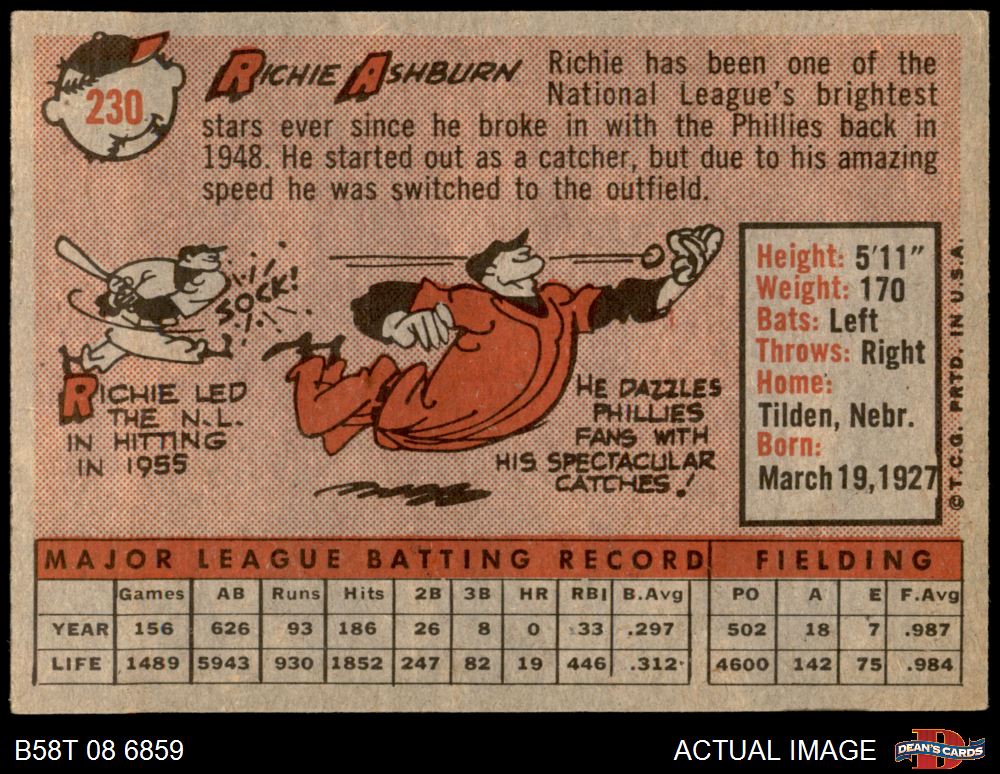 230
RICHIE ASHBURN
Richie has been one of the
National League's brightest
stars ever since he broke in with the Phillies back in
1948. He started out as a catcher, but due to his amazing
speed he was switched to the outfield.
SOCK!
RICHIE LED
THE N.L.
IN HITTING
IN 1955
HE DAZZLES
PHILLIES
FANS WITH
HIS SPECTACULAR
CATCHES!
Height: 5'11"
Weight: 170
Bats: Left
Throws: Right
Home:
Tilden, Nebr.
Born:
March 19, 1927
©T.C.G. PRTD. IN U.S.A.
MAJOR LEAGUE BATTING RECORD FIELDING
Games AB Runs Hits 2B 3B HR RBI B.Avg PO A E F.Avg
YEAR 156 626 93 186 26 8 0 33 .297 502 18 7 .987
LIFE 1489 5943 930 1852 247 82 19 446 .312 4600 142 75 .984
B58T 08 6859
ACTUAL IMAGE
D
DEAN'S CARDS